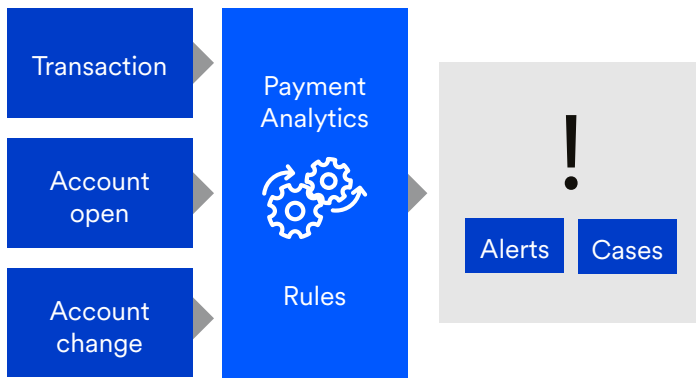 Transaction
Account
open
Account
change
Payment
Analytics
Rules
!
Alerts
Cases